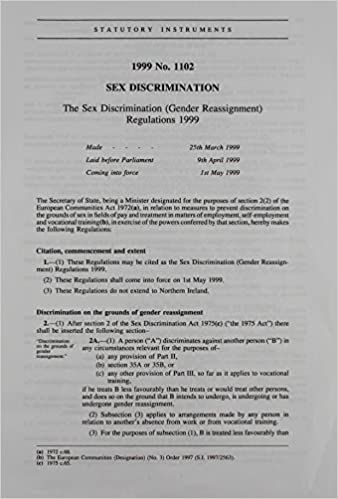 STATUTORY INSTRUMENTS
1999 No. 1102
SEX DISCRIMINATION
The Sex Discrimination (Gender Reassignment)
Regulations 1999
Made - - - - 25th March 1999
Laid before Parliament 9th April 1999
Coming into force 1st May 1999
The Secretary of State, being a Minister designated for the purposes of section 2(2) of the
European Communities Act 1972(a), in relation to measures to prevent discrimination on
the grounds of sex in fields of pay and treatment in matters of employment, self-employment
and vocational training(b), in exercise of the powers conferred by that section, hereby makes
the following Regulations:
Citation, commencement and extent
1.—(1) These Regulations may be cited as the Sex Discrimination (Gender Reassign-
ment) Regulations 1999.
(2) These Regulations shall come into force on 1st May 1999.
(3) These Regulations do not extend to Northern Ireland.
Discrimination on the grounds of gender reassignment
2.—(1) After section 2 of the Sex Discrimination Act 1975(c) ("the 1975 Act") there
shall be inserted the following section–
"Discrimination
on the grounds of
gender
reassignment."
2A.—(1) A person ("A") discriminates against another person ("B") in
any circumstances relevant for the purposes of–
(a) any provision of Part II,
(b) section 35A or 35B, or
(c) any other provision of Part III, so far as it applies to vocational
training,
if he treats B less favourably than he treats or would treat other persons,
and does so on the ground that B intends to undergo, is undergoing or has
undergone gender reassignment.
(2) Subsection (3) applies to arrangements made by any person in
relation to another's absence from work or from vocational training.
(3) For the purposes of subsection (1), B is treated less favourably than
(a) 1972 c.68.
(b) The European Communities (Designation) (No. 3) Order 1997 (S.I. 1997/2563).
(c) 1975 c.65.